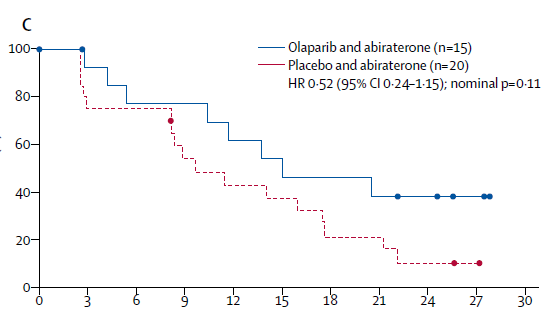 C
Olaparib and abiraterone (n=15)
Placebo and abiraterone (n=20)
HR 0·52 (95% CI 0·24–1·15); nominal p=0·11
100
80
60
40
20
0
0 3 6 9 12 15 18 21 24 27 30